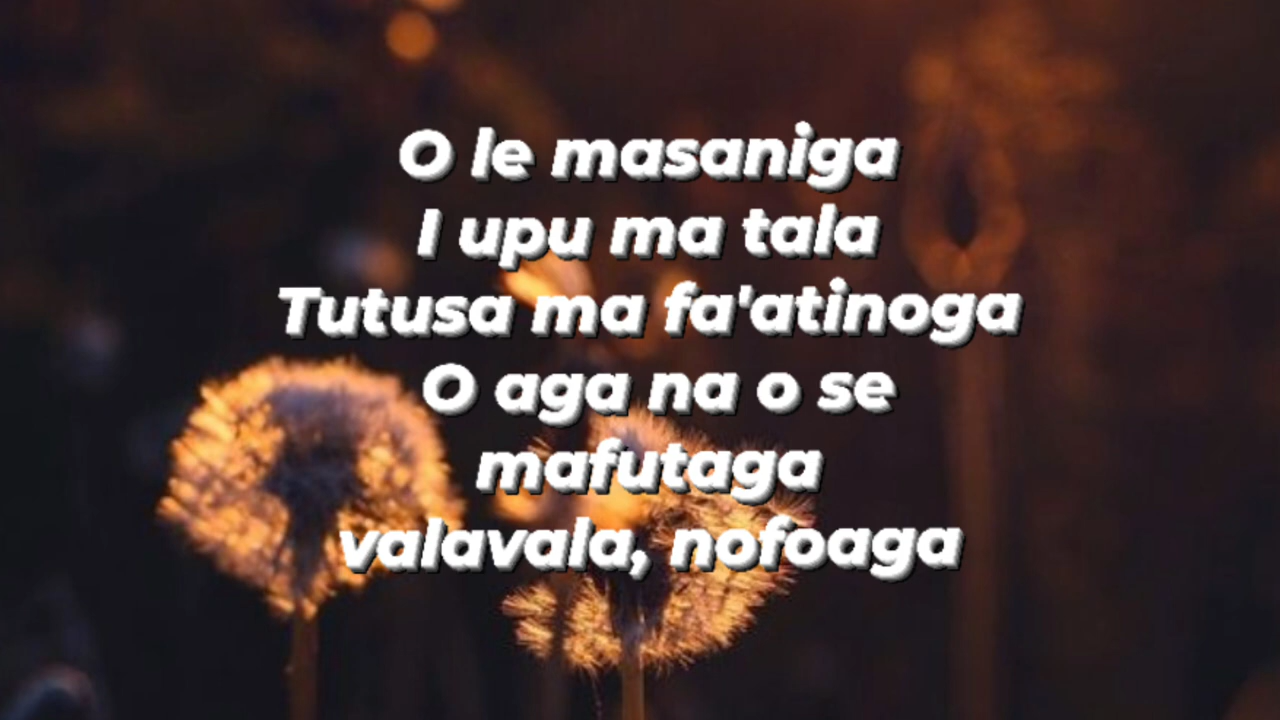 O le masaniga
I upu ma tala
Tutusa ma fa'atinoga
O aga na o se
mafutaga
valavala, nofoaga